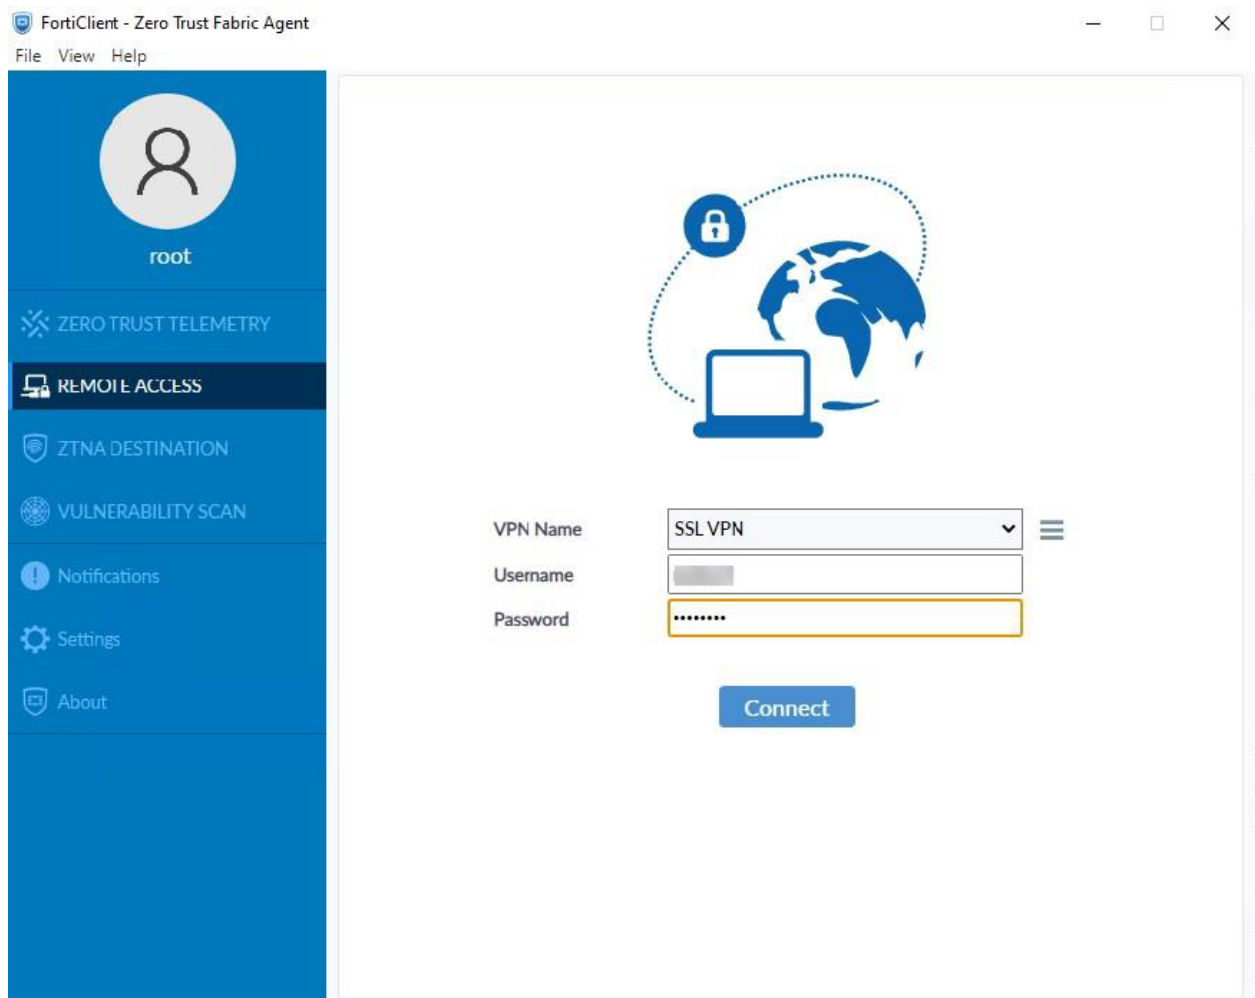 FortiClient - Zero Trust Fabric Agent
File View Help
root
ZERO TRUST TELEMETRY
REMOTE ACCESS
ZTNA DESTINATION
VULNERABILITY SCAN
Notifications
Settings
About
VPN Name SSL VPN
Username
Password ••••••••
Connect